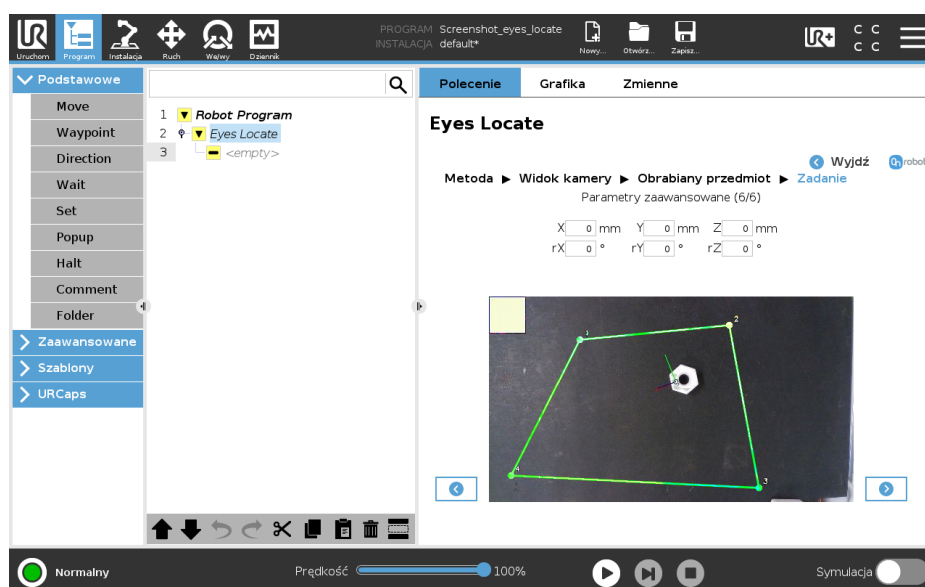 PROGRAM Screenshot_eyes_locate
INSTALACJA default*
Uruchom Program Instalacja Ruch We/wy Dziennik Nowy... Otwórz... Zapisz...
UR
UR+
C C
C C
Podstawowe
Move
Waypoint
Direction
Wait
Set
Popup
Halt
Comment
Folder
Zaawansowane
Szablony
URCaps
1 Robot Program
2 Eyes Locate
3 <empty>
Polecenie Grafika Zmienne
Eyes Locate
Wyjdź Onrobot
Metoda ▶ Widok kamery ▶ Obrabiany przedmiot ▶ Zadanie
Parametry zaawansowane (6/6)
X 0 mm Y 0 mm Z 0 mm
rX 0 ° rY 0 ° rZ 0 °
1
2
4
3
Normalny Prędkość 100% Symulacja